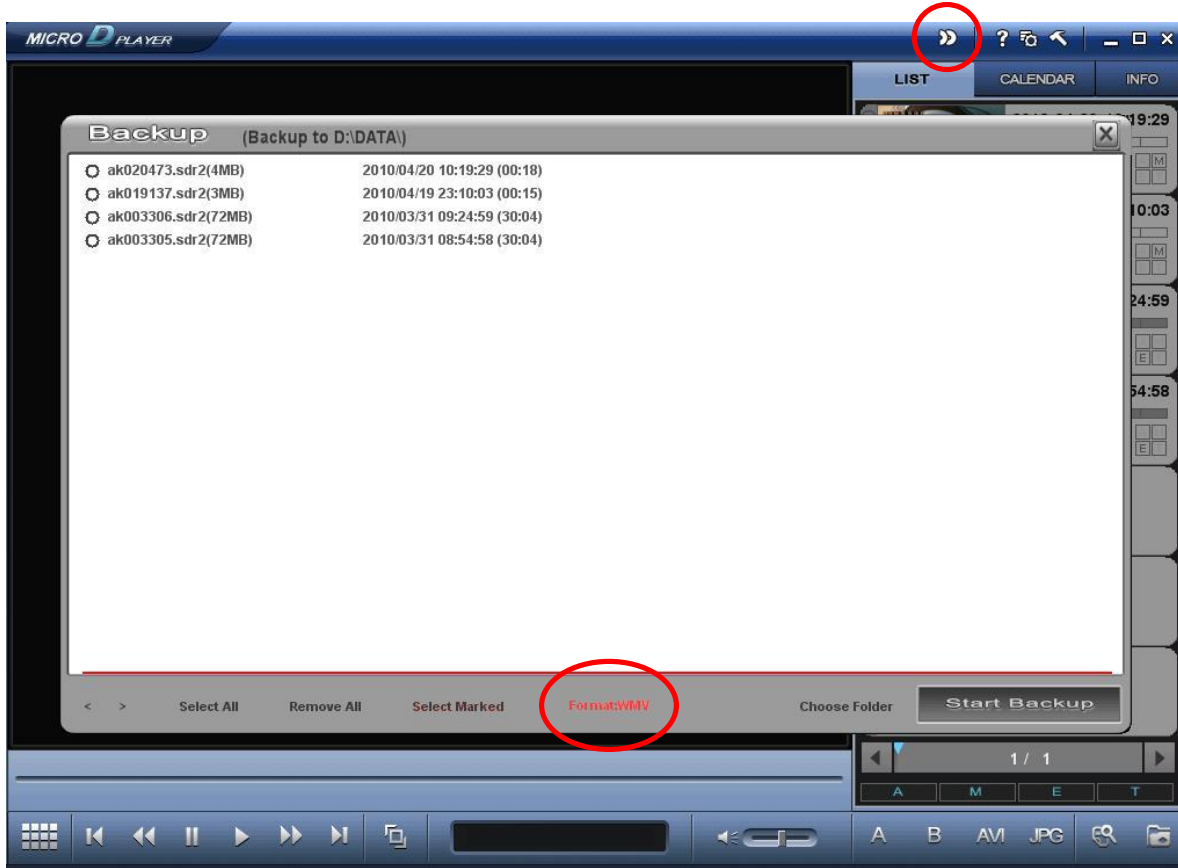 MICRO D PLAYER
?
LIST CALENDAR INFO
19:29
Backup (Backup to D:\DATA\)
ak020473.sdr2(4MB) 2010/04/20 10:19:29 (00:18)
M
ak019137.sdr2(3MB) 2010/04/19 23:10:03 (00:15)
ak003306.sdr2(72MB) 2010/03/31 09:24:59 (30:04)
10:03
ak003305.sdr2(72MB) 2010/03/31 08:54:58 (30:04)
M
24:59
E
54:58
E
< > Select All Remove All Select Marked Format:WMV Choose Folder Start Backup
1 / 1
A M E T
A B AVI JPG